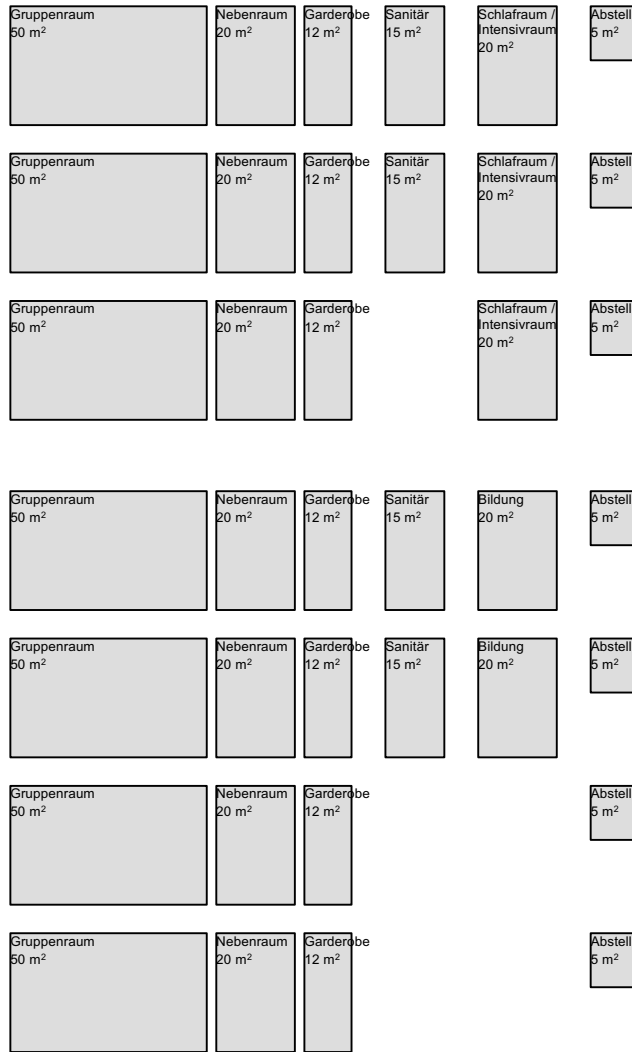 Gruppenraum
50 m²
Nebenraum
20 m²
Garderobe
12 m²
Sanitär
15 m²
Schlafraum /
Intensivraum
20 m²
Abstell
5 m²
Gruppenraum
50 m²
Nebenraum
20 m²
Garderobe
12 m²
Sanitär
15 m²
Schlafraum /
Intensivraum
20 m²
Abstell
5 m²
Gruppenraum
50 m²
Nebenraum
20 m²
Garderobe
12 m²
Schlafraum /
Intensivraum
20 m²
Abstell
5 m²
Gruppenraum
50 m²
Nebenraum
20 m²
Garderobe
12 m²
Sanitär
15 m²
Bildung
20 m²
Abstell
5 m²
Gruppenraum
50 m²
Nebenraum
20 m²
Garderobe
12 m²
Sanitär
15 m²
Bildung
20 m²
Abstell
5 m²
Gruppenraum
50 m²
Nebenraum
20 m²
Garderobe
12 m²
Abstell
5 m²
Gruppenraum
50 m²
Nebenraum
20 m²
Garderobe
12 m²
Abstell
5 m²